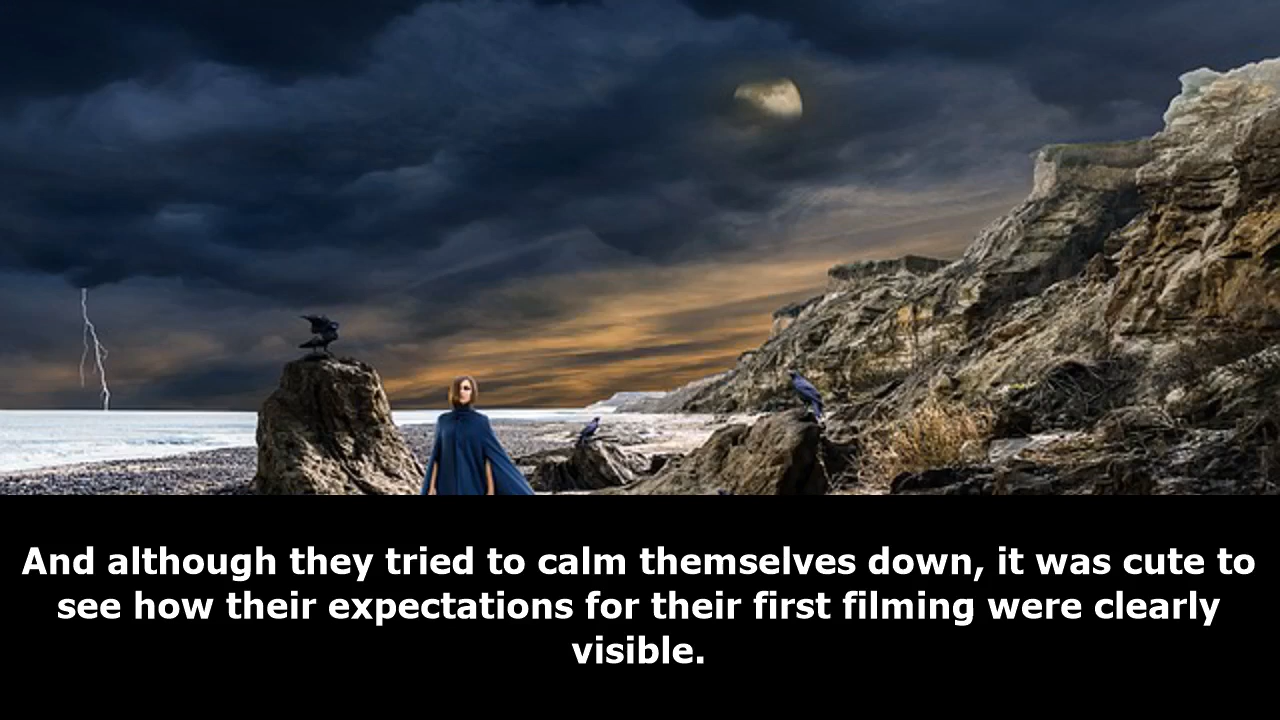 And although they tried to calm themselves down, it was cute to
see how their expectations for their first filming were clearly
visible.